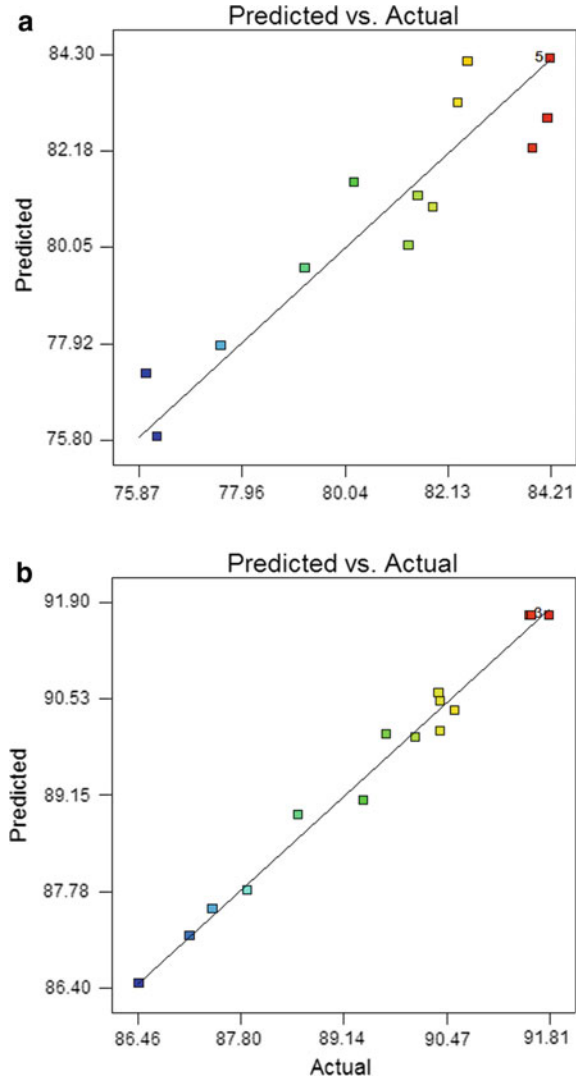 a
Predicted vs. Actual
84.30
5
82.18
80.05
77.92
75.80
Predicted
75.87 77.96 80.04 82.13 84.21
b
Predicted vs. Actual
91.90
3
90.53
89.15
87.78
86.40
Predicted
86.46 87.80 89.14 90.47 91.81
Actual